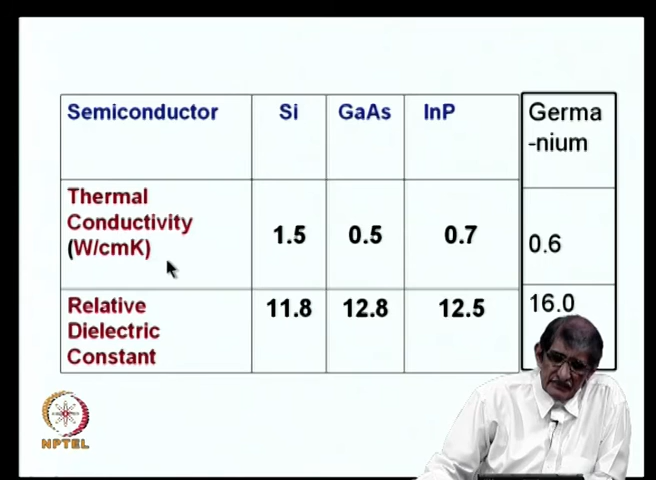 Semiconductor Si GaAs InP Germa
-nium
Thermal
Conductivity
(W/cmK) 1.5 0.5 0.7 0.6
Relative 11.8 12.8 12.5 16.0
Dielectric
Constant
NPTEL